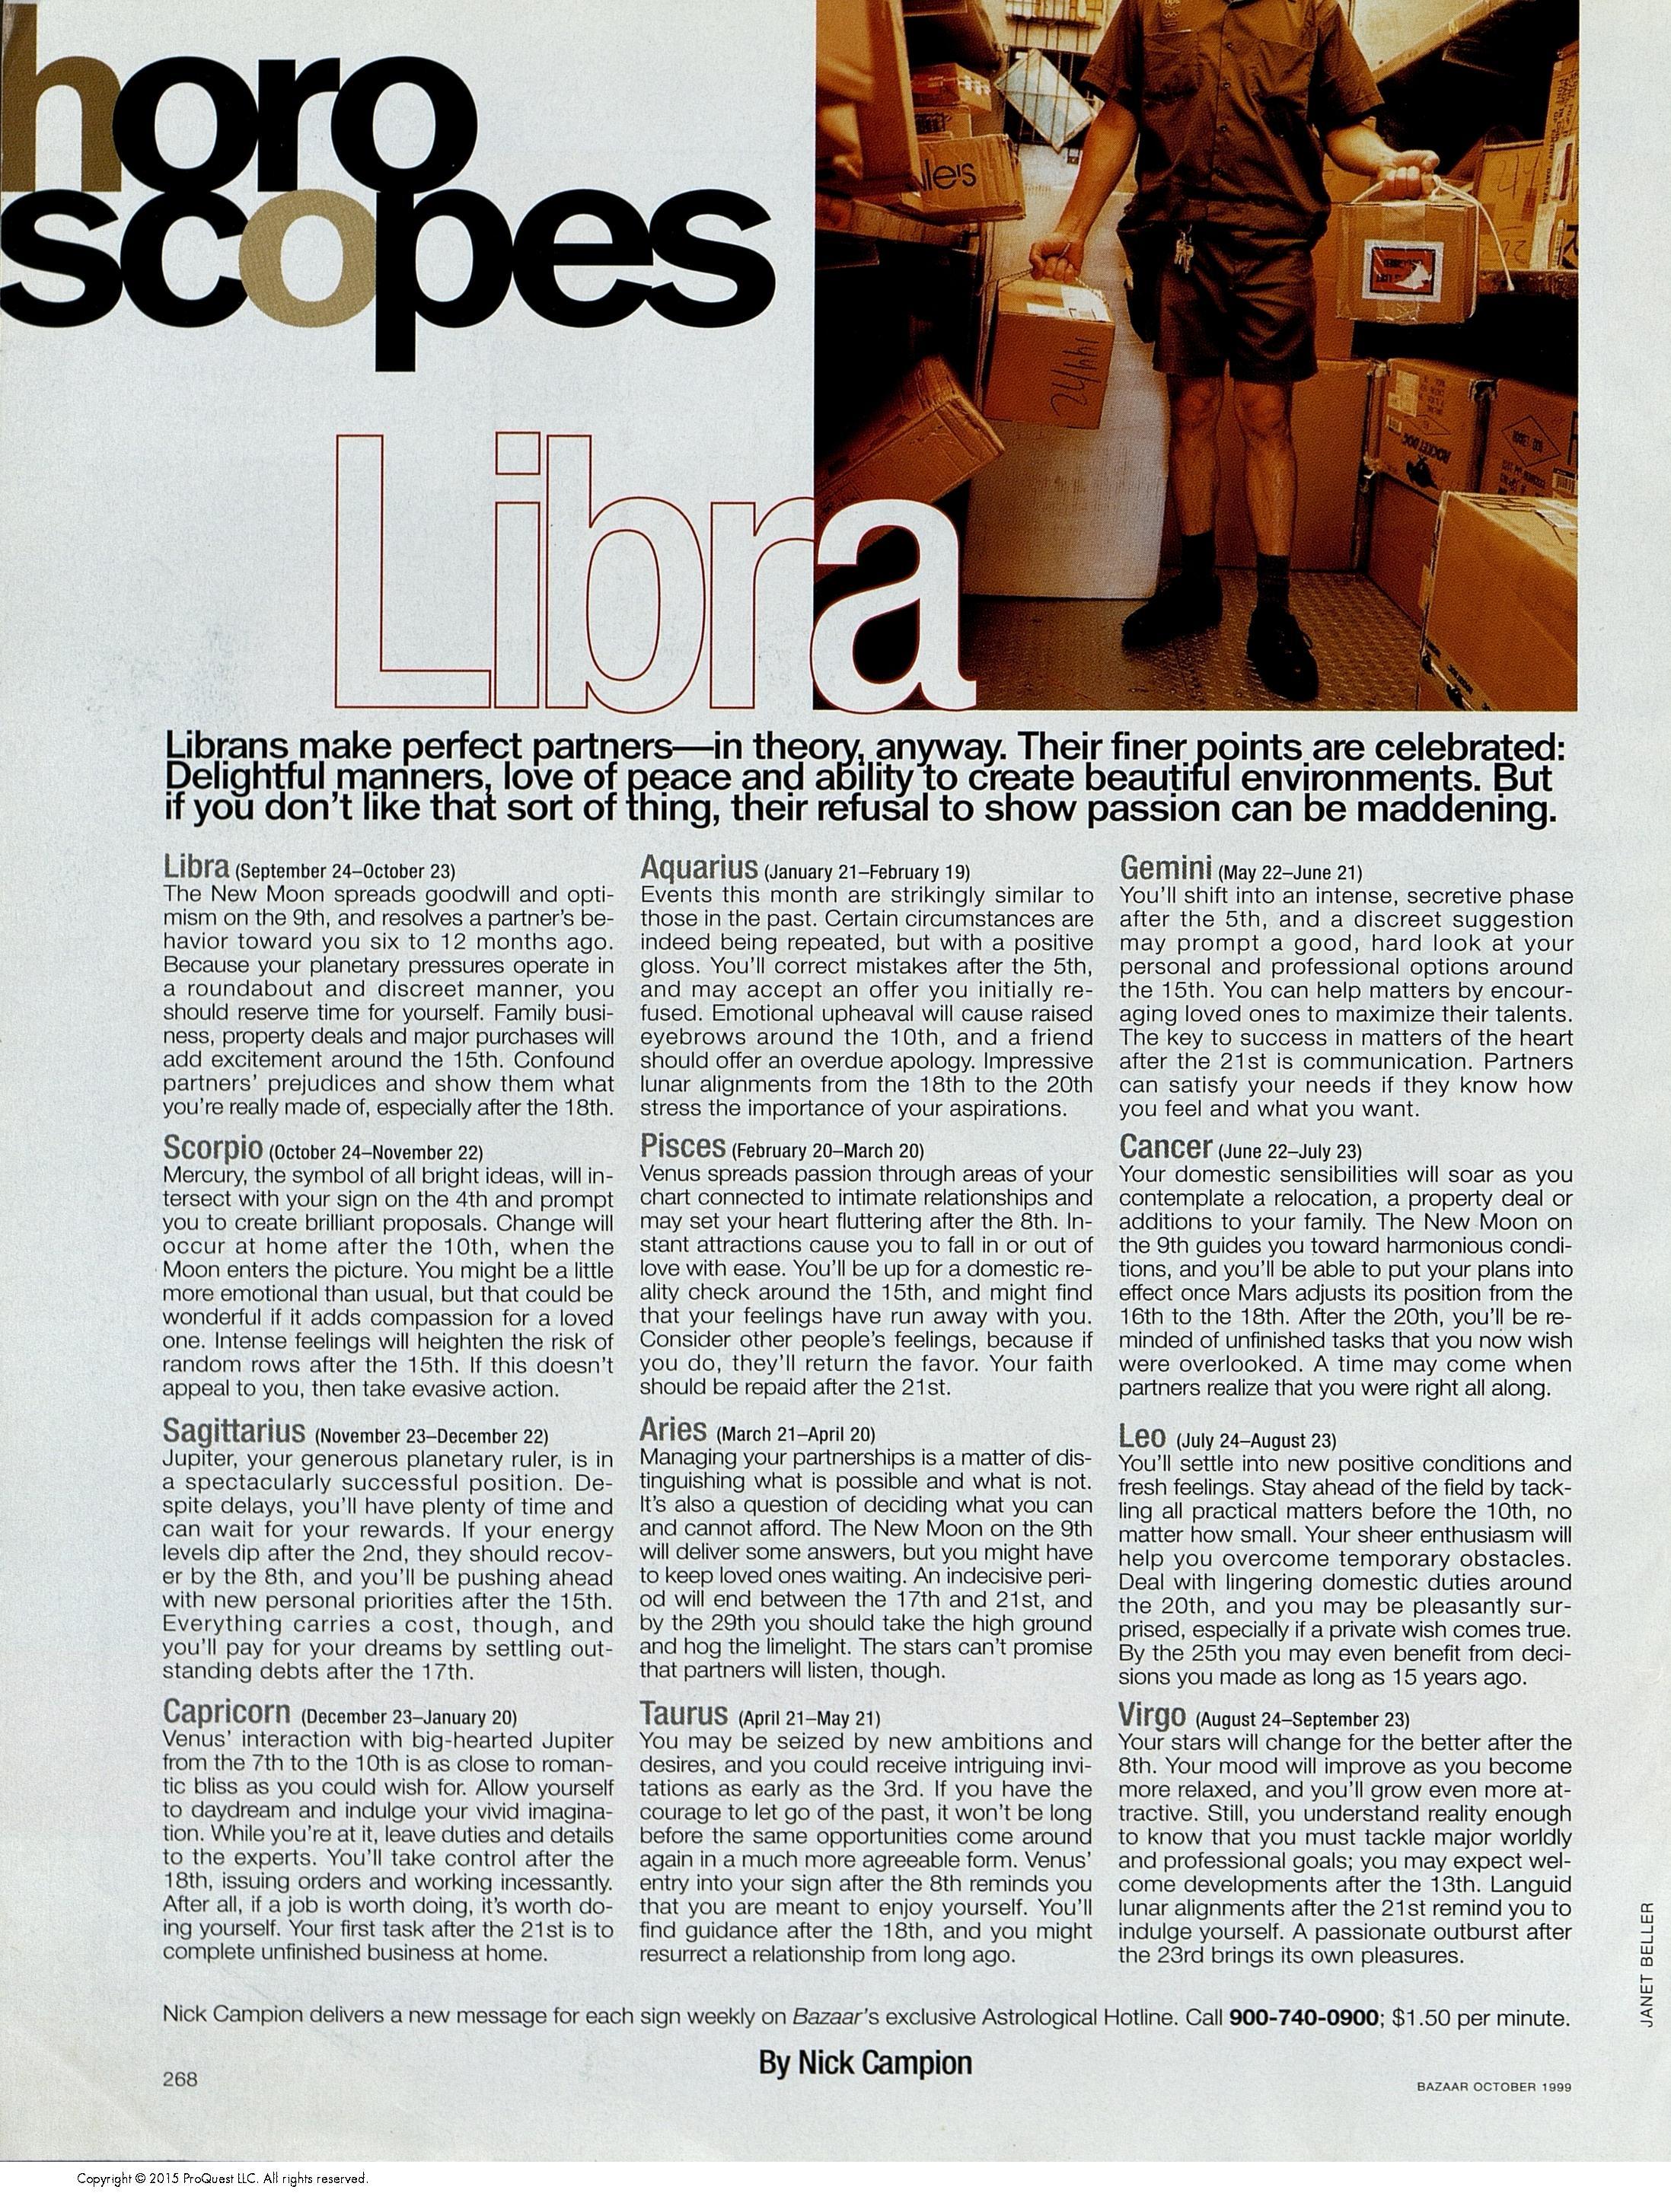 horo
scopes
Libra
Librans make perfect partners—in theory, anyway. Their finer points are celebrated:
Delightful manners, love of peace and ability to create beautiful environments. But
if you don't like that sort of thing, their refusal to show passion can be maddening.
Libra (September 24–October 23)
The New Moon spreads goodwill and opti-
mism on the 9th, and resolves a partner's be-
havior toward you six to 12 months ago.
Because your planetary pressures operate in
a roundabout and discreet manner, you
should reserve time for yourself. Family busi-
ness, property deals and major purchases will
add excitement around the 15th. Confound
partners' prejudices and show them what
you're really made of, especially after the 18th.
Scorpio (October 24–November 22)
Mercury, the symbol of all bright ideas, will in-
tersect with your sign on the 4th and prompt
you to create brilliant proposals. Change will
occur at home after the 10th, when the
Moon enters the picture. You might be a little
more emotional than usual, but that could be
wonderful if it adds compassion for a loved
one. Intense feelings will heighten the risk of
random rows after the 15th. If this doesn't
appeal to you, then take evasive action.
Sagittarius (November 23–December 22)
Jupiter, your generous planetary ruler, is in
a spectacularly successful position. De-
spite delays, you'll have plenty of time and
can wait for your rewards. If your energy
levels dip after the 2nd, they should recov-
er by the 8th, and you'll be pushing ahead
with new personal priorities after the 15th.
Everything carries a cost, though, and
you'll pay for your dreams by settling out-
standing debts after the 17th.
Capricorn (December 23–January 20)
Venus' interaction with big-hearted Jupiter
from the 7th to the 10th is as close to roman-
tic bliss as you could wish for. Allow yourself
to daydream and indulge your vivid imagina-
tion. While you're at it, leave duties and details
to the experts. You'll take control after the
18th, issuing orders and working incessantly.
After all, if a job is worth doing, it's worth do-
ing yourself. Your first task after the 21st is to
complete unfinished business at home.
Aquarius (January 21–February 19)
Events this month are strikingly similar to
those in the past. Certain circumstances are
indeed being repeated, but with a positive
gloss. You'll correct mistakes after the 5th,
and may accept an offer you initially re-
fused. Emotional upheaval will cause raised
eyebrows around the 10th, and a friend
should offer an overdue apology. Impressive
lunar alignments from the 18th to the 20th
stress the importance of your aspirations.
Pisces (February 20–March 20)
Venus spreads passion through areas of your
chart connected to intimate relationships and
may set your heart fluttering after the 8th. In-
stant attractions cause you to fall in or out of
love with ease. You'll be up for a domestic re-
ality check around the 15th, and might find
that your feelings have run away with you.
Consider other people's feelings, because if
you do, they'll return the favor. Your faith
should be repaid after the 21st.
Aries (March 21–April 20)
Managing your partnerships is a matter of dis-
tinguishing what is possible and what is not.
It's also a question of deciding what you can
and cannot afford. The New Moon on the 9th
will deliver some answers, but you might have
to keep loved ones waiting. An indecisive peri-
od will end between the 17th and 21st, and
by the 29th you should take the high ground
and hog the limelight. The stars can't promise
that partners will listen, though.
Taurus (April 21–May 21)
You may be seized by new ambitions and
desires, and you could receive intriguing invi-
tations as early as the 3rd. If you have the
courage to let go of the past, it won't be long
before the same opportunities come around
again in a much more agreeable form. Venus'
entry into your sign after the 8th reminds you
that you are meant to enjoy yourself. You'll
find guidance after the 18th, and you might
resurrect a relationship from long ago.
Gemini (May 22–June 21)
You'll shift into an intense, secretive phase
after the 5th, and a discreet suggestion
may prompt a good, hard look at your
personal and professional options around
the 15th. You can help matters by encour-
aging loved ones to maximize their talents.
The key to success in matters of the heart
after the 21st is communication. Partners
can satisfy your needs if they know how
you feel and what you want.
Cancer (June 22–July 23)
Your domestic sensibilities will soar as you
contemplate a relocation, a property deal or
additions to your family. The New Moon on
the 9th guides you toward harmonious condi-
tions, and you'll be able to put your plans into
effect once Mars adjusts its position from the
16th to the 18th. After the 20th, you'll be re-
minded of unfinished tasks that you now wish
were overlooked. A time may come when
partners realize that you were right all along.
Leo (July 24–August 23)
You'll settle into new positive conditions and
fresh feelings. Stay ahead of the field by tack-
ling all practical matters before the 10th, no
matter how small. Your sheer enthusiasm will
help you overcome temporary obstacles.
Deal with lingering domestic duties around
the 20th, and you may be pleasantly sur-
prised, especially if a private wish comes true.
By the 25th you may even benefit from deci-
sions you made as long as 15 years ago.
Virgo (August 24–September 23)
Your stars will change for the better after the
8th. Your mood will improve as you become
more relaxed, and you'll grow even more at-
tractive. Still, you understand reality enough
to know that you must tackle major worldly
and professional goals; you may expect wel-
come developments after the 13th. Languid
lunar alignments after the 21st remind you to
indulge yourself. A passionate outburst after
the 23rd brings its own pleasures.
Nick Campion delivers a new message for each sign weekly on Bazaar's exclusive Astrological Hotline. Call 900-740-0900; $1.50 per minute.
By Nick Campion
268
BAZAAR OCTOBER 1999
JANET BELLER
ROCKET DOG
Copyright © 2015 ProQuest LLC. All rights reserved.